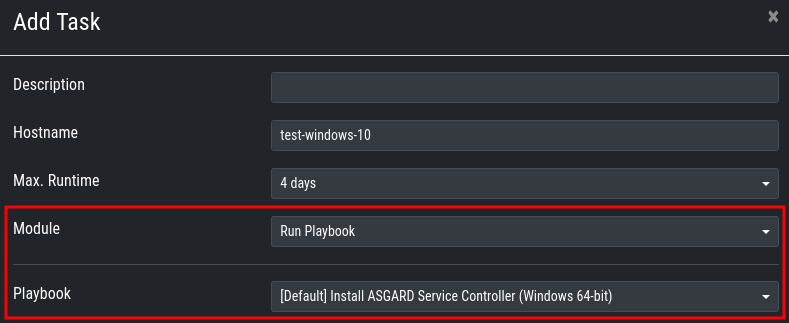 Add Task
Description
Hostname test-windows-10
Max. Runtime 4 days
Module Run Playbook
Playbook [Default] Install ASGARD Service Controller (Windows 64-bit)